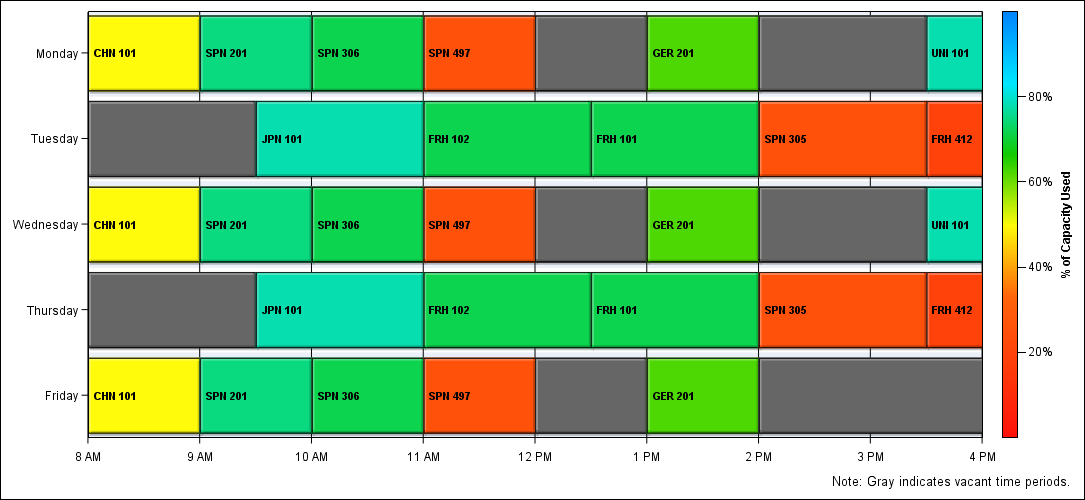 Monday CHN 101 SPN 201 SPN 306 SPN 497 GER 201 UNI 101
Tuesday JPN 101 FRH 102 FRH 101 SPN 305 FRH 412
Wednesday CHN 101 SPN 201 SPN 306 SPN 497 GER 201 UNI 101
Thursday JPN 101 FRH 102 FRH 101 SPN 305 FRH 412
Friday CHN 101 SPN 201 SPN 306 SPN 497 GER 201
8 AM 9 AM 10 AM 11 AM 12 PM 1 PM 2 PM 3 PM 4 PM
80%
60%
40%
20%
% of Capacity Used
Note: Gray indicates vacant time periods.